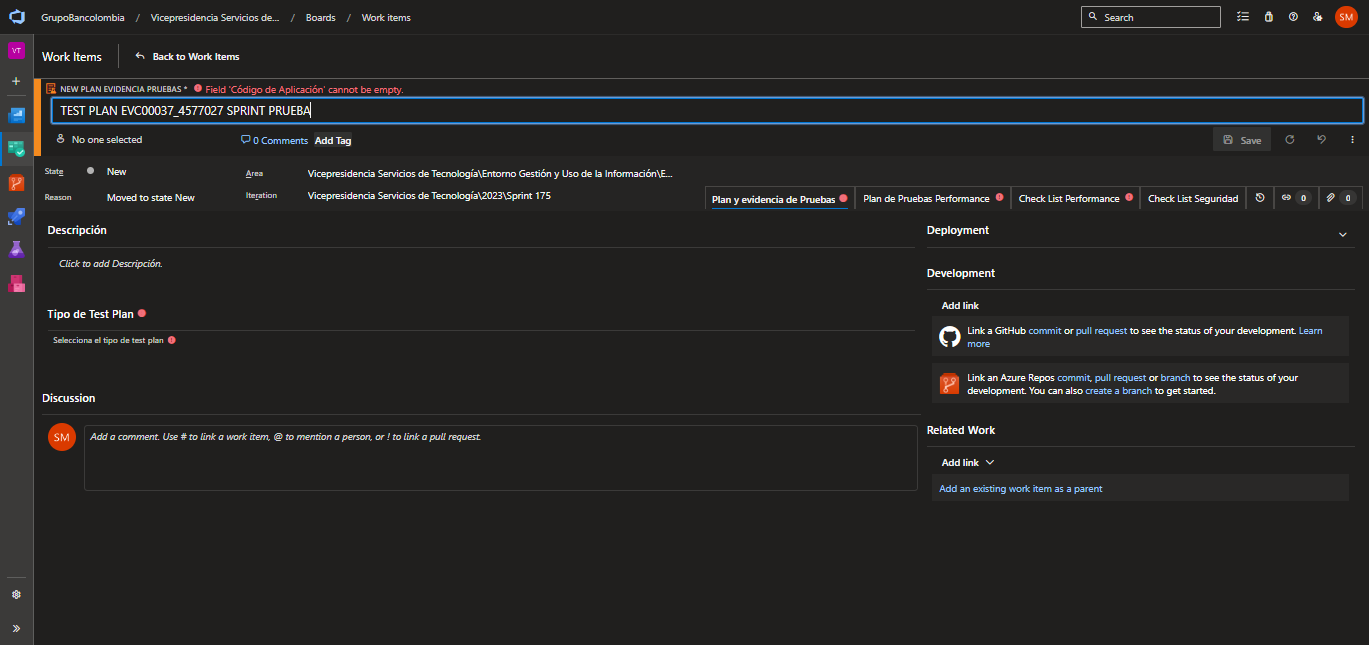 GrupoBancolombia / Vicepresidencia Servicios de... / Boards / Work items
Search
SM
VT
Work Items
Back to Work Items
NEW PLAN EVIDENCIA PRUEBAS * Field 'Código de Aplicación' cannot be empty.
TEST PLAN EVC00037_4577027 SPRINT PRUEBA
No one selected
0 Comments
Add Tag
Save
State
New
Area
Vicepresidencia Servicios de Tecnología\Entorno Gestión y Uso de la Información\E...
Reason
Moved to state New
Iteration
Vicepresidencia Servicios de Tecnología\2023\Sprint 175
Plan y evidencia de Pruebas
Plan de Pruebas Performance
Check List Performance
Check List Seguridad
0
0
Descripción
Click to add Descripción.
Tipo de Test Plan
Selecciona el tipo de test plan
Discussion
SM
Add a comment. Use # to link a work item, @ to mention a person, or ! to link a pull request.
Deployment
Development
Add link
Link a GitHub commit or pull request to see the status of your development. Learn
more
Link an Azure Repos commit, pull request or branch to see the status of your
development. You can also create a branch to get started.
Related Work
Add link
Add an existing work item as a parent